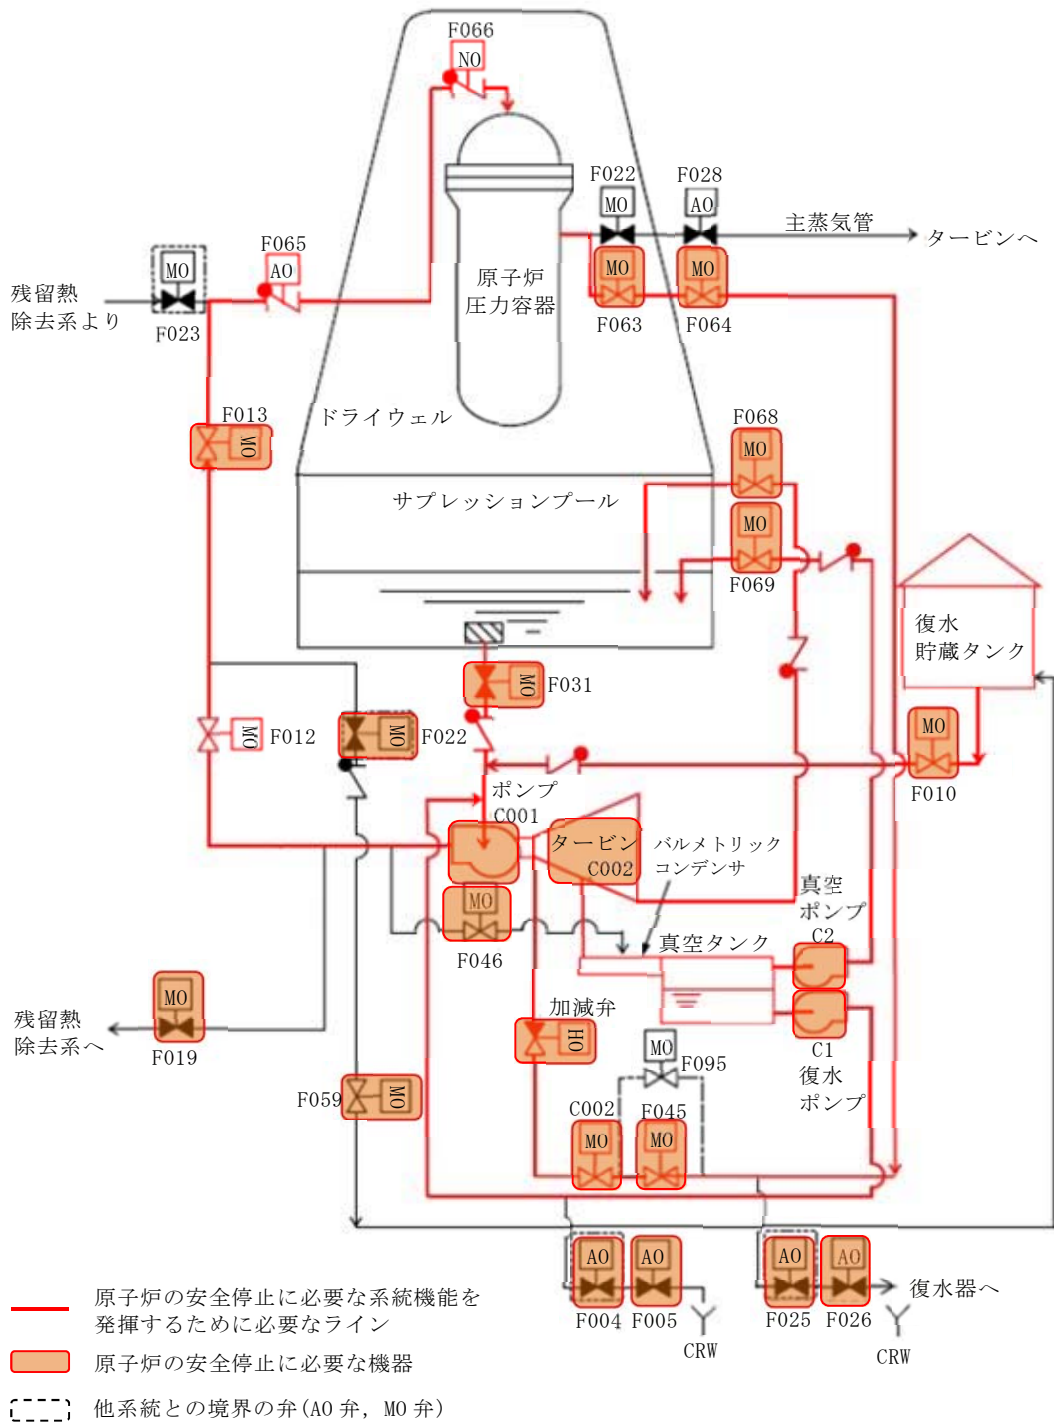 F066
NO
F022
F028
MO
AO
主蒸気管
タービンへ
F065
AO
MO
残留熱
除去系より
F023
原子炉
圧力容器
MO
MO
F063
F064
ドライウェル
F013
MO
F068
MO
サプレッションプール
MO
F069
復水
貯蔵タンク
MO
F031
MO
F012
MO
F022
MO
F010
ポンプ
C001
タービン
C002
バルメトリック
コンデンサ
真空
ポンプ
C2
MO
F046
真空タンク
残留熱
除去系へ
MO
F019
加減弁
HO
C1
復水
ポンプ
MO
F095
F059
MO
C002
F045
MO
MO
AO
AO
F004
F005
CRW
AO
AO
F025
F026
復水器へ
CRW
原子炉の安全停止に必要な系統機能を
発揮するために必要なライン
原子炉の安全停止に必要な機器
他系統との境界の弁(AO 弁, MO 弁)